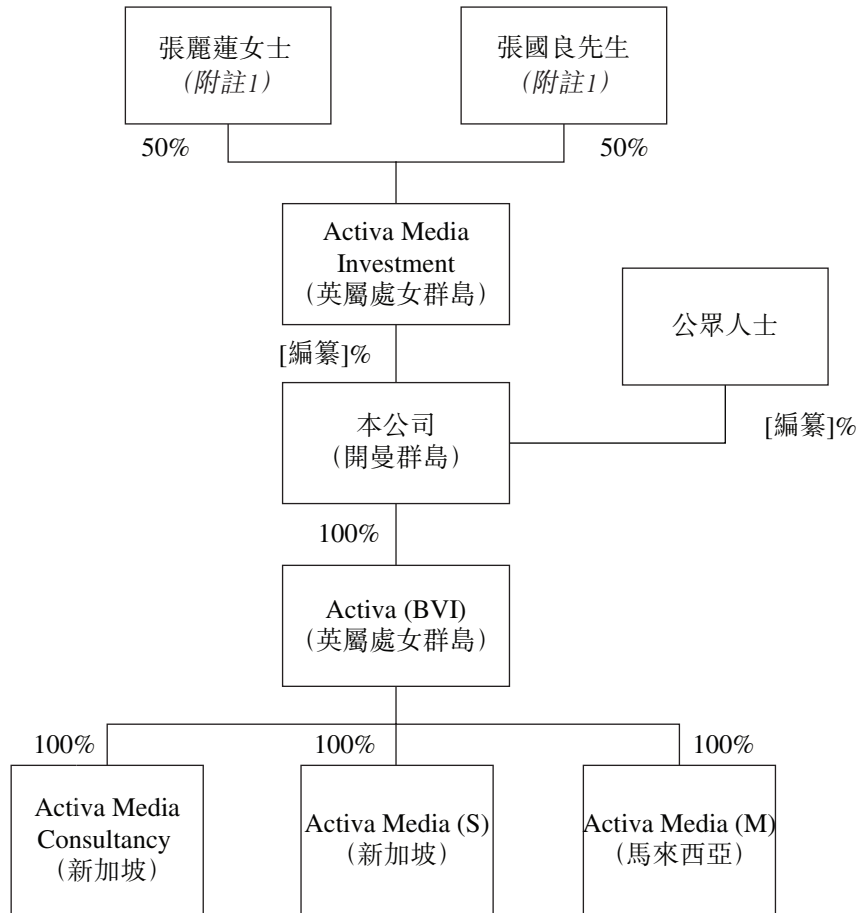 張麗蓮女士
(附註1)
張國良先生
(附註1)
50%
50%
Activa Media
Investment
(英屬處女群島)
公眾人士
[編纂]%
本公司
(開曼群島)
[編纂]%
100%
Activa (BVI)
(英屬處女群島)
100%
100%
100%
Activa Media
Consultancy
(新加坡)
Activa Media (S)
(新加坡)
Activa Media (M)
(馬來西亞)